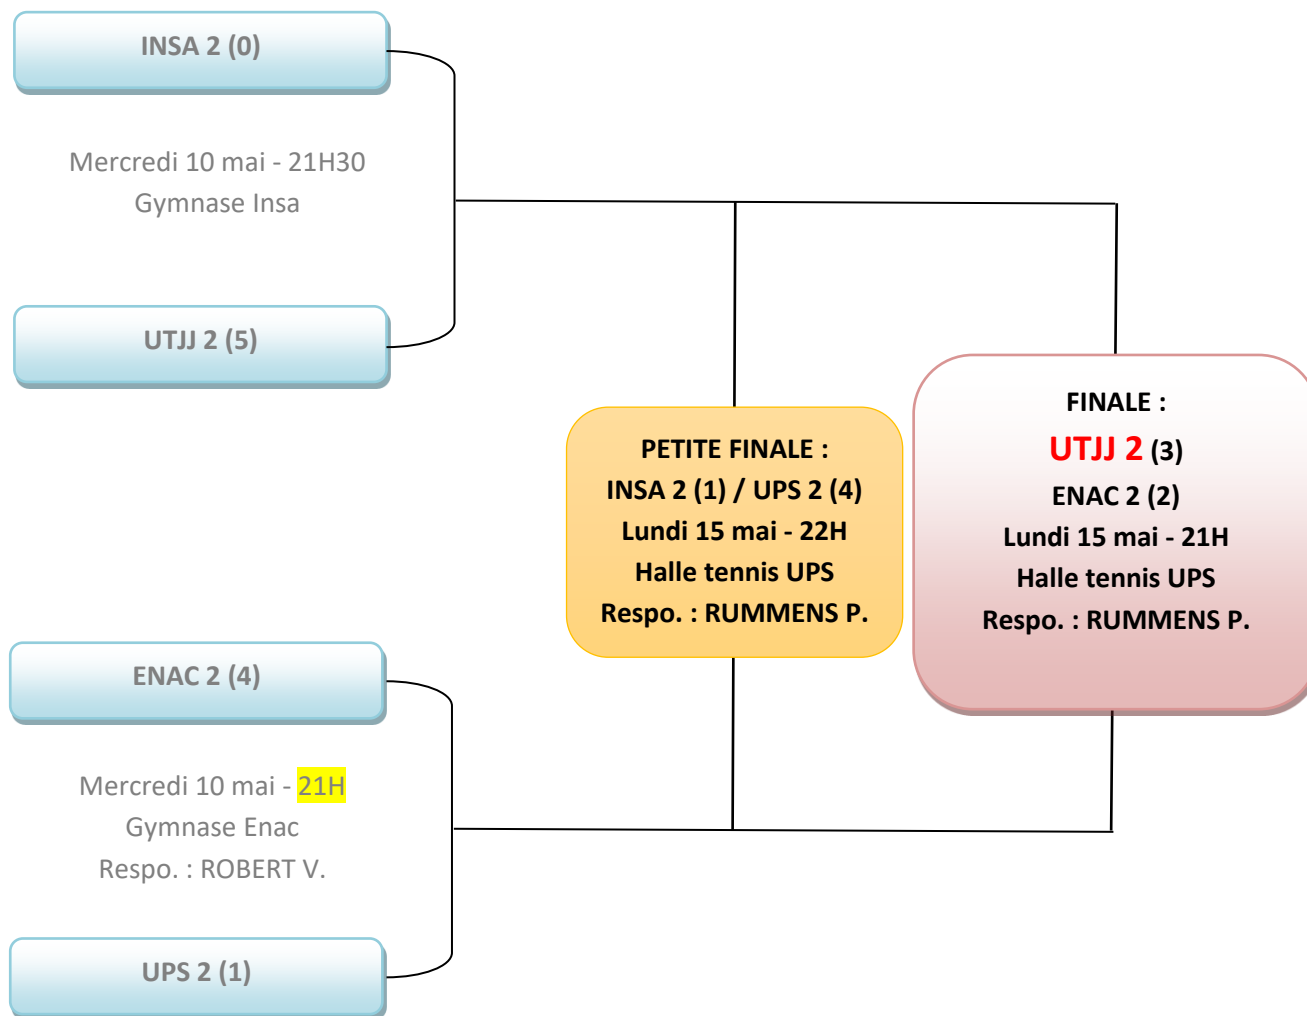 INSA 2 (0)
Mercredi 10 mai - 21H30
Gymnase Insa
UTJJ 2 (5)
PETITE FINALE :
INSA 2 (1) / UPS 2 (4)
Lundi 15 mai - 22H
Halle tennis UPS
Respo. : RUMMENS P.
FINALE :
UTJJ 2 (3)
ENAC 2 (2)
Lundi 15 mai - 21H
Halle tennis UPS
Respo. : RUMMENS P.
ENAC 2 (4)
Mercredi 10 mai - 21H
Gymnase Enac
Respo. : ROBERT V.
UPS 2 (1)